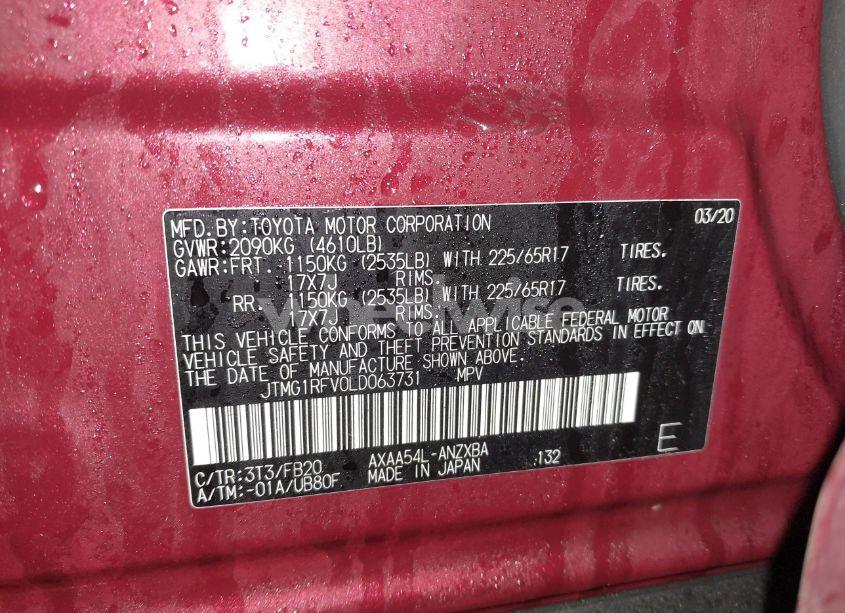 MFD.BY:TOYOTA MOTOR CORPORATION 03/20
GVWR:2090KG (4610LB)
GAWR:FRT. 1150KG (2535LB) WITH 225/65R17 TIRES.
17X7J RIMS.
RR. 1150KG (2535LB) WITH 225/65R17 TIRES.
17X7J RIMS.
THIS VEHICLE CONFORMS TO ALL APPLICABLE FEDERAL MOTOR
VEHICLE SAFETY AND THEFT PREVENTION STANDARDS IN EFFECT ON
THE DATE OF MANUFACTURE SHOWN ABOVE.
JTMG1RFV0LD063731 MPV
E
C/TR:3T3/FB20 AXAA54L-ANZXBA .132
A/TM:-01A/UB80F MADE IN JAPAN